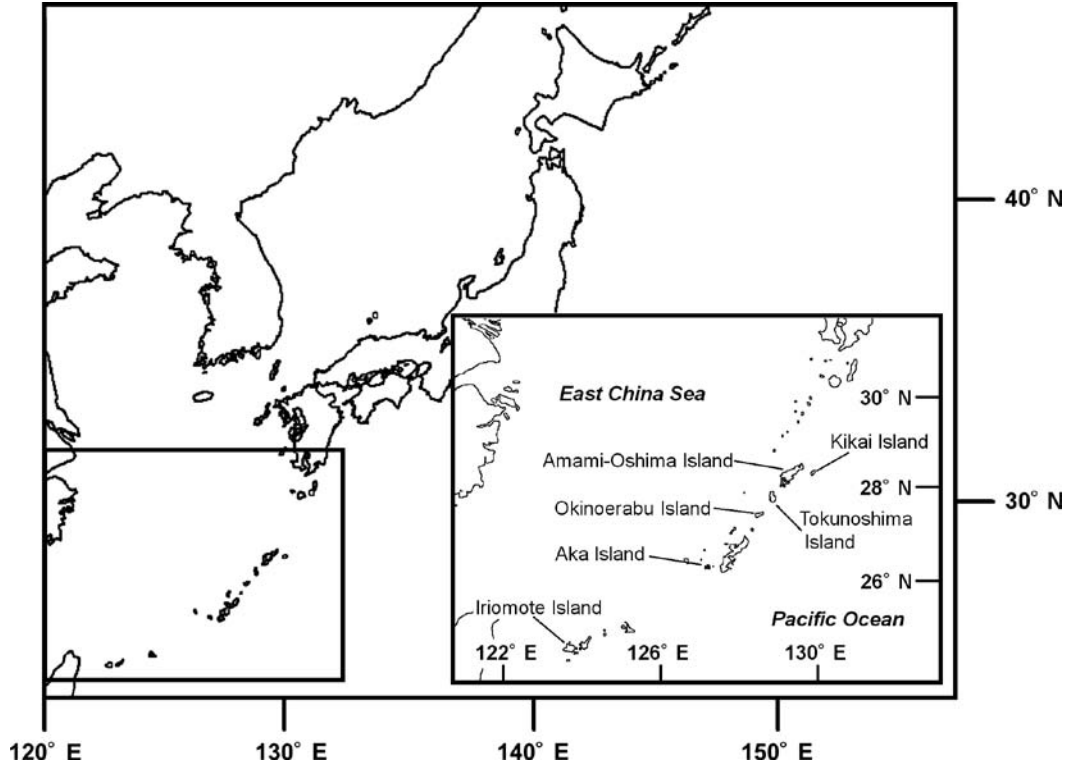 40° N
East China Sea
30° N
Kikai Island
Amami-Oshima Island
28° N
30° N
Okinoerabu Island
Tokunoshima
Island
Aka Island
26° N
Iriomote Island
Pacific Ocean
122° E
126° E
130° E
120° E
130° E
140° E
150° E